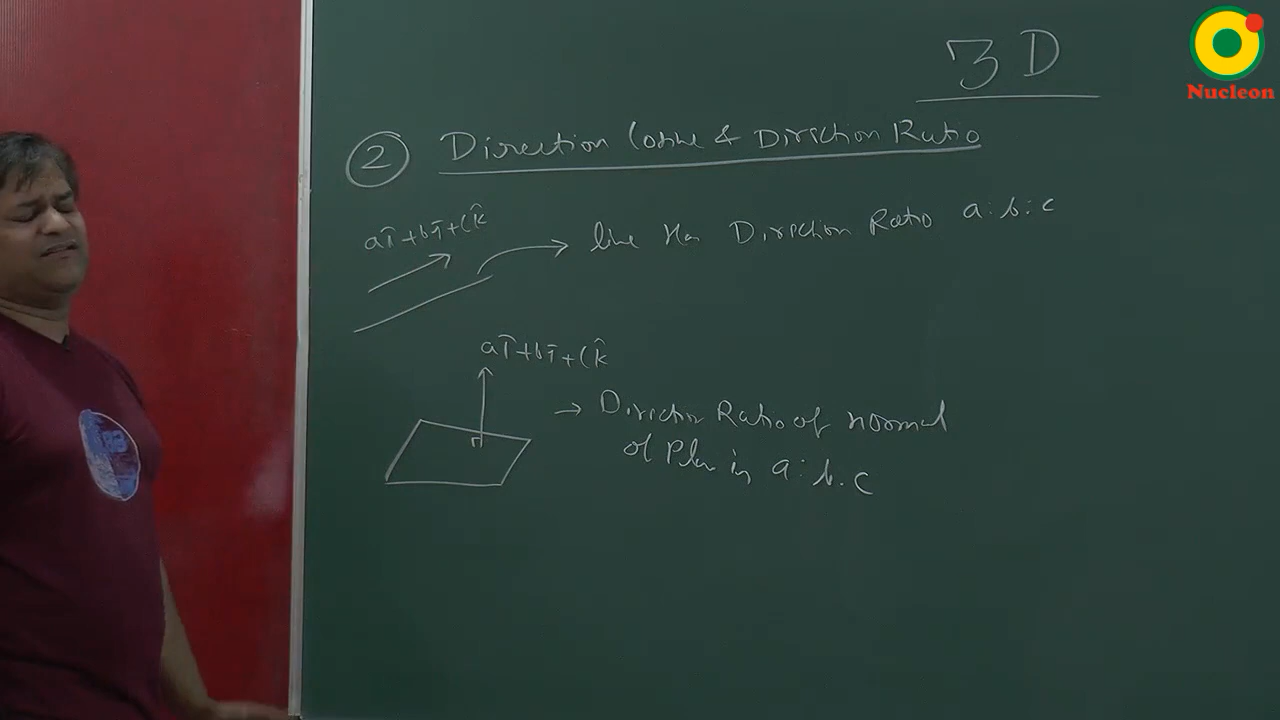 3D
Nucleon
② Direction Cosine & Direction Ratio
aî+bĵ+ck̂
line Has Direction Ratio a:b:c
aî+bĵ+ck̂
→ Direction Ratio of normal
of Plane is a:b:c